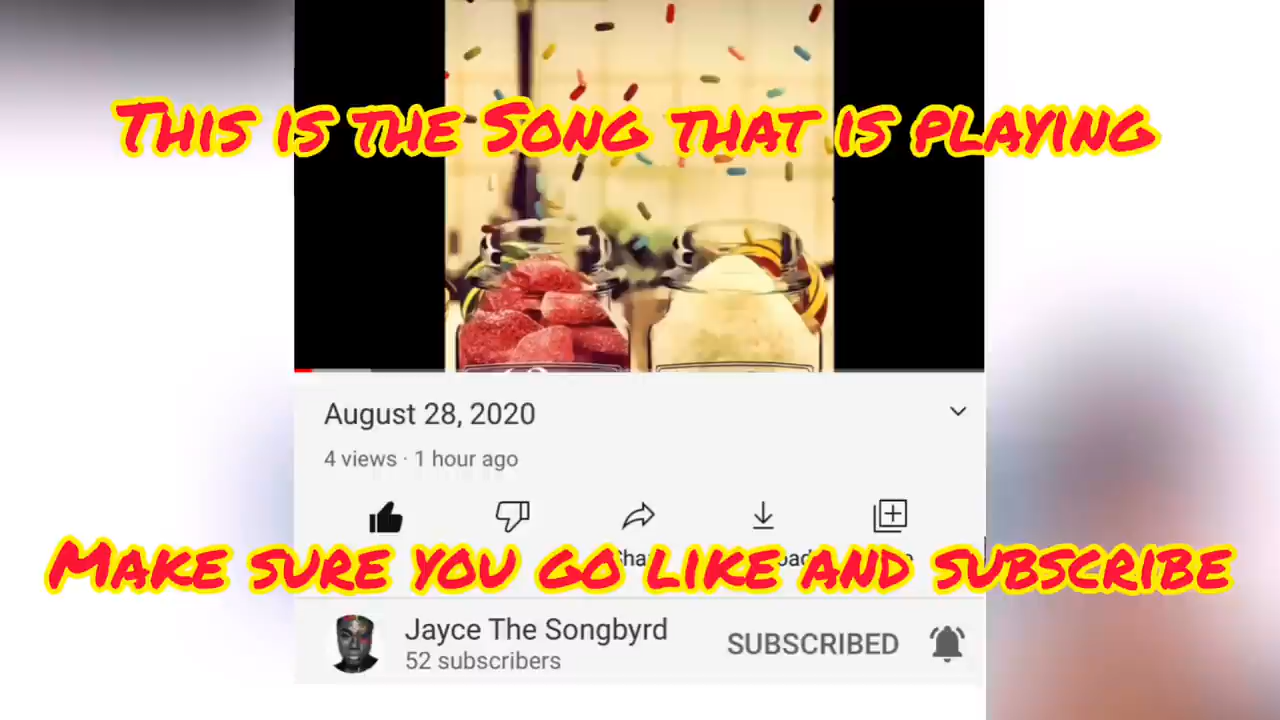 This is the Song that is playing
August 28, 2020
4 views · 1 hour ago
Make sure you go like and subscribe
Jayce The Songbyrd
SUBSCRIBED
52 subscribers